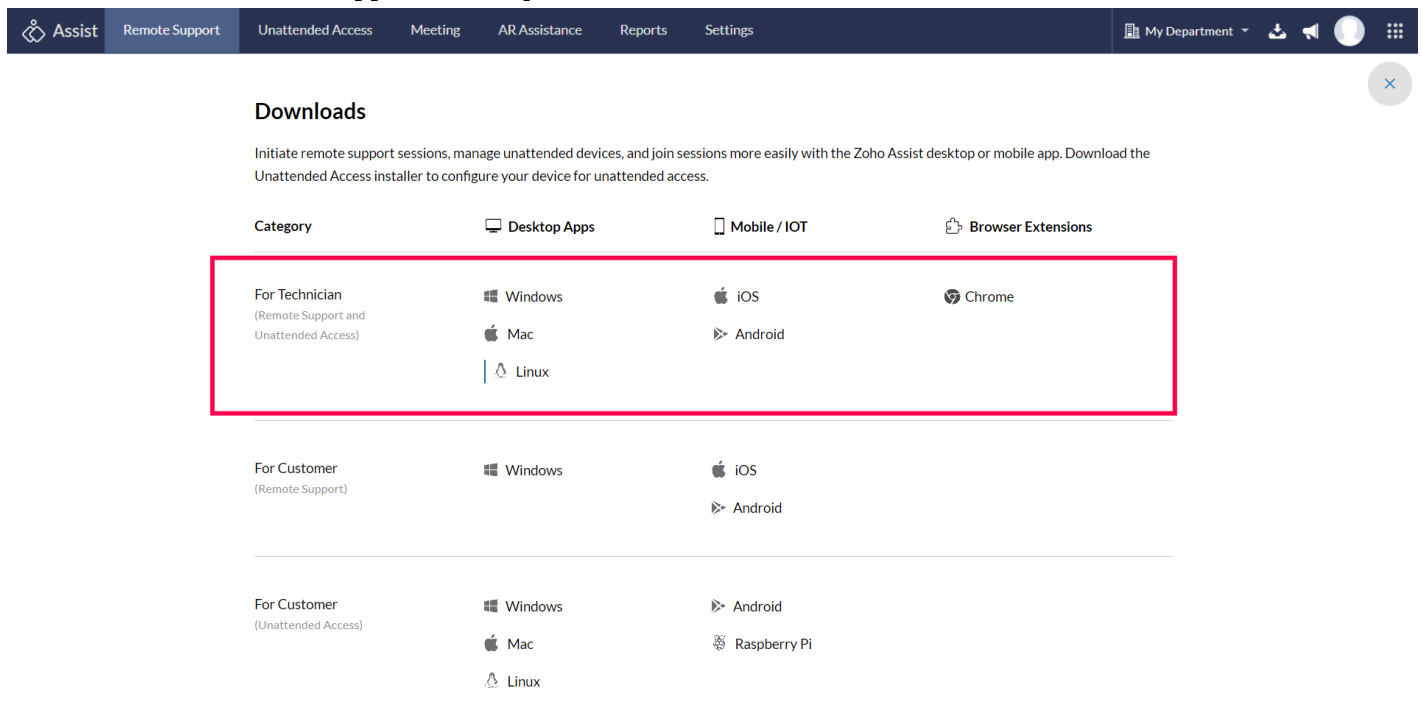 Assist Remote Support Unattended Access Meeting AR Assistance Reports Settings My Department
Downloads
Initiate remote support sessions, manage unattended devices, and join sessions more easily with the Zoho Assist desktop or mobile app. Download the
Unattended Access installer to configure your device for unattended access.
Category Desktop Apps Mobile / IOT Browser Extensions
For Technician Windows iOS Chrome
(Remote Support and
Unattended Access) Mac Android
Linux
For Customer Windows iOS
(Remote Support)
Android
For Customer Windows Android
(Unattended Access)
Mac Raspberry Pi
Linux